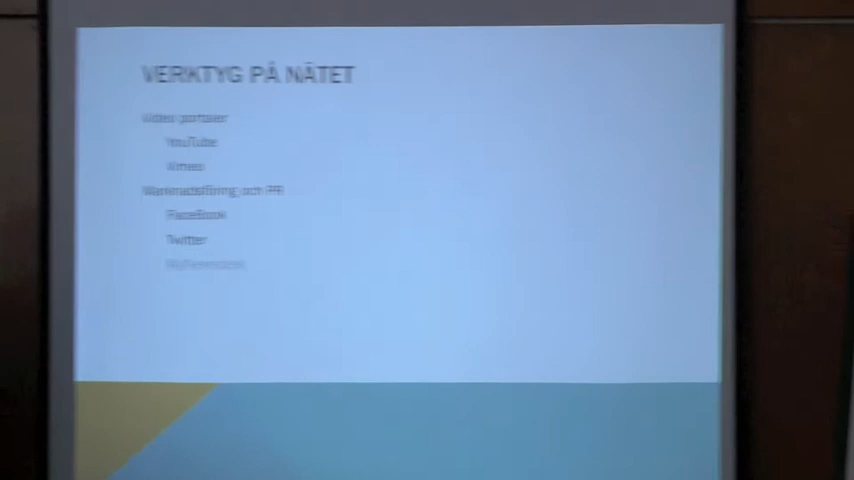 VERKTYG PÅ NÄTET
Video portaler
YouTube
Vimeo
Marknadsföring och PR
FaceBook
Twitter